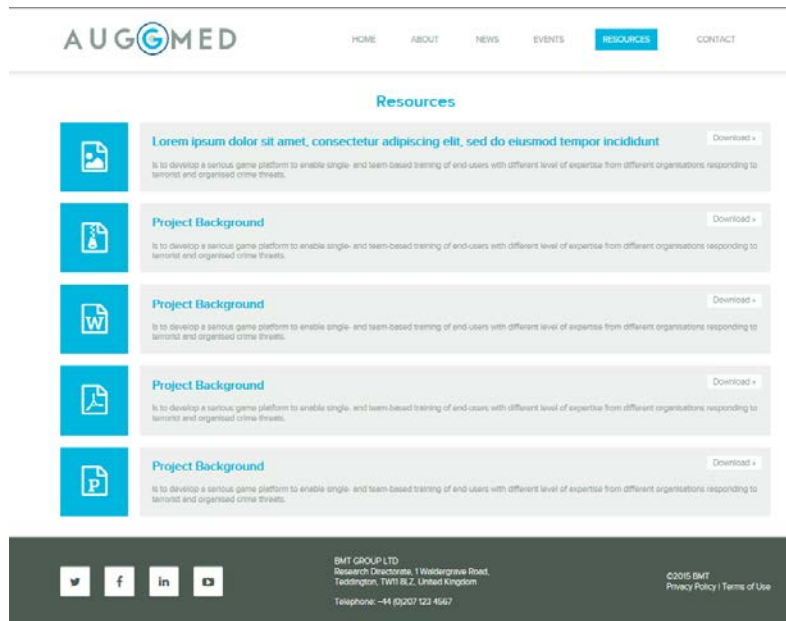 AUGGMED
HOME ABOUT NEWS EVENTS RESOURCES CONTACT
Resources
Lorem ipsum dolor sit amet, consectetur adipiscing elit, sed do eiusmod tempor incididunt
Download »
Is to develop a serious game platform to enable single- and team-based training of end-users with different level of expertise from different organisations responding to
terrorist and organised crime threats.
Project Background
Download »
Is to develop a serious game platform to enable single- and team-based training of end-users with different level of expertise from different organisations responding to
terrorist and organised crime threats.
W
Project Background
Download »
Is to develop a serious game platform to enable single- and team-based training of end-users with different level of expertise from different organisations responding to
terrorist and organised crime threats.
Project Background
Download »
Is to develop a serious game platform to enable single- and team-based training of end-users with different level of expertise from different organisations responding to
terrorist and organised crime threats.
P
Project Background
Download »
Is to develop a serious game platform to enable single- and team-based training of end-users with different level of expertise from different organisations responding to
terrorist and organised crime threats.
BMT GROUP LTD
Research Directorate, 1 Waldergrave Road,
Teddington, TW11 8LZ, United Kingdom
Telephone: +44 (0)207 123 4567
©2015 BMT
Privacy Policy | Terms of Use